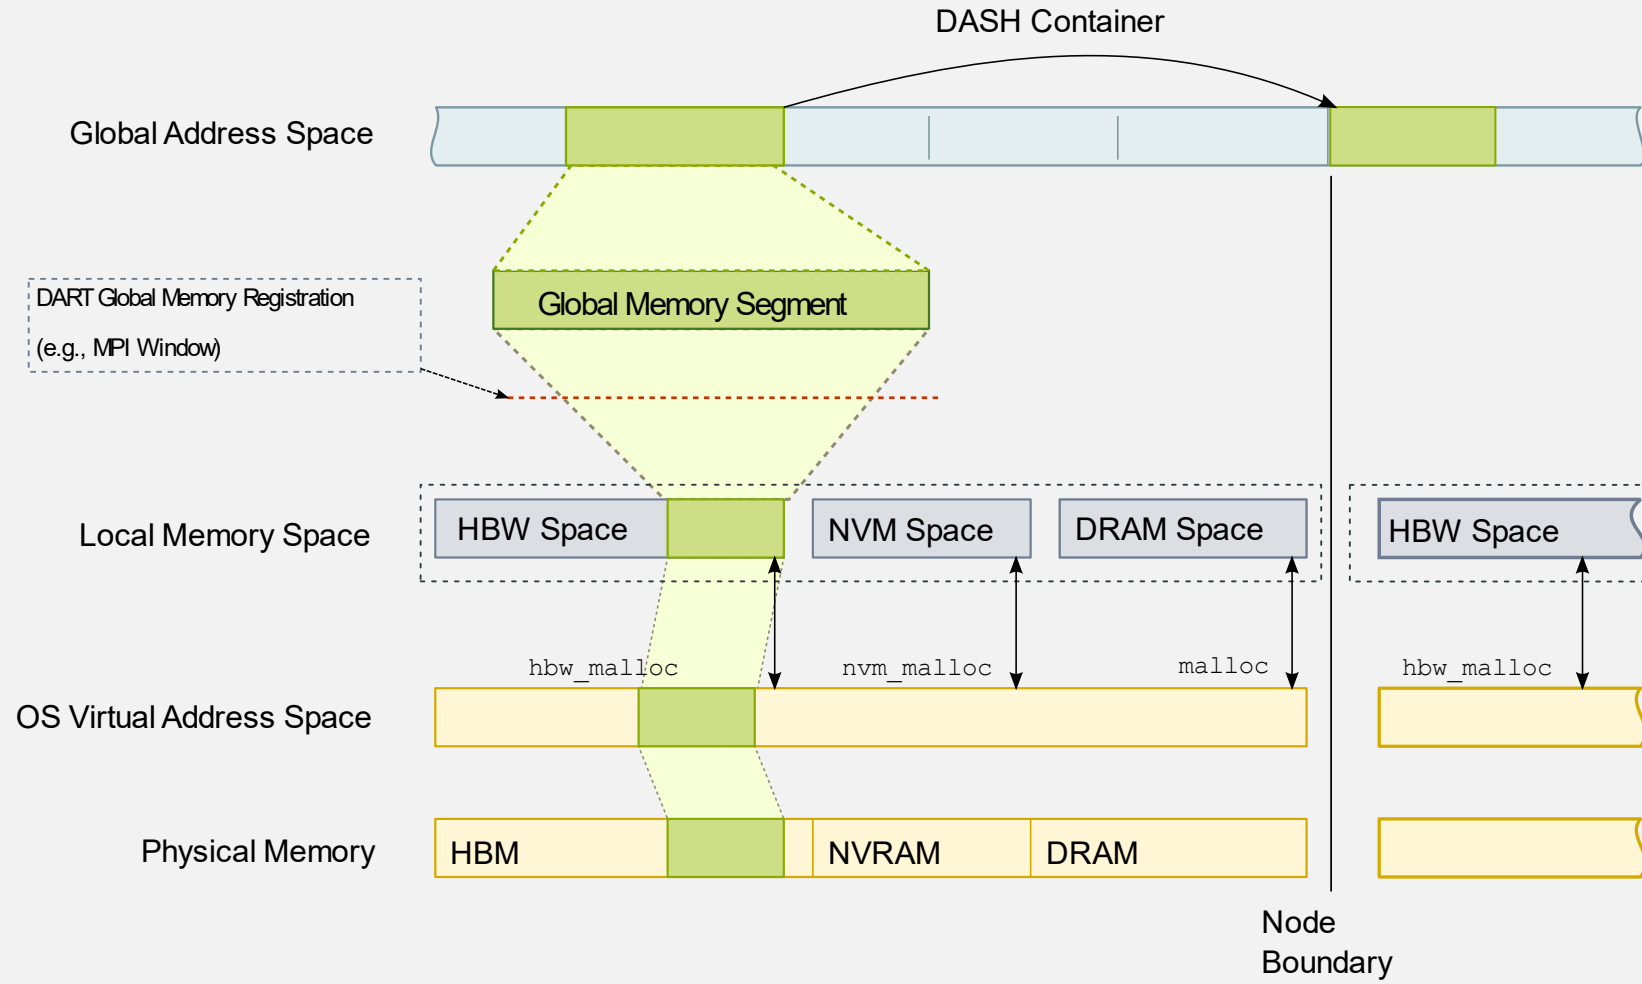 DASH Container
Global Address Space
DART Global Memory Registration
(e.g., MPI Window)
Global Memory Segment
Local Memory Space
HBW Space
NVM Space
DRAM Space
HBW Space
hbw_malloc
nvm_malloc
malloc
hbw_malloc
OS Virtual Address Space
Physical Memory
HBM
NVRAM
DRAM
Node
Boundary